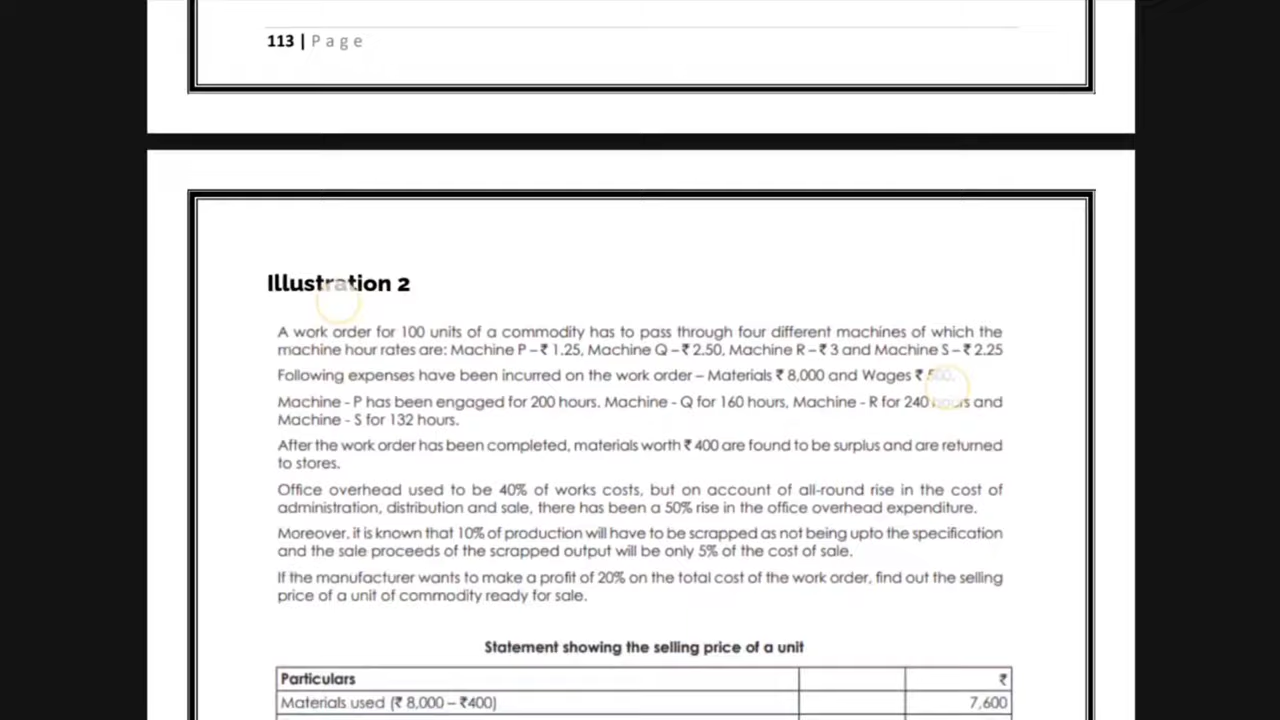 113 | Page
Illustration 2
A work order for 100 units of a commodity has to pass through four different machines of which the
machine hour rates are: Machine P – ₹ 1.25, Machine Q – ₹ 2.50, Machine R – ₹ 3 and Machine S – ₹ 2.25
Following expenses have been incurred on the work order – Materials ₹ 8,000 and Wages ₹ 500.
Machine - P has been engaged for 200 hours. Machine - Q for 160 hours, Machine - R for 240 hours and
Machine - S for 132 hours.
After the work order has been completed, materials worth ₹ 400 are found to be surplus and are returned
to stores.
Office overhead used to be 40% of works costs, but on account of all-round rise in the cost of
administration, distribution and sale, there has been a 50% rise in the office overhead expenditure.
Moreover, it is known that 10% of production will have to be scrapped as not being upto the specification
and the sale proceeds of the scrapped output will be only 5% of the cost of sale.
If the manufacturer wants to make a profit of 20% on the total cost of the work order, find out the selling
price of a unit of commodity ready for sale.
Statement showing the selling price of a unit
Particulars ₹
Materials used (₹ 8,000 – ₹400) 7,600